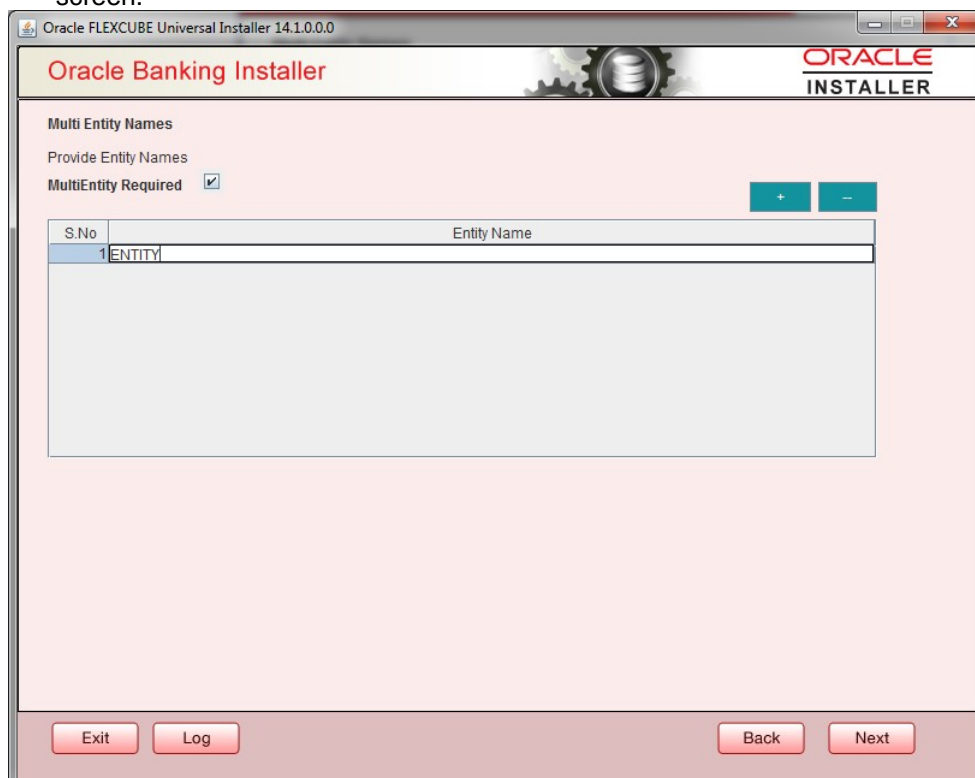 screen.
Oracle FLEXCUBE Universal Installer 14.1.0.0.0
Oracle Banking Installer
ORACLE
INSTALLER
Multi Entity Names
Provide Entity Names
MultiEntity Required
+ --
S.No Entity Name
1 ENTITY
Exit Log Back Next